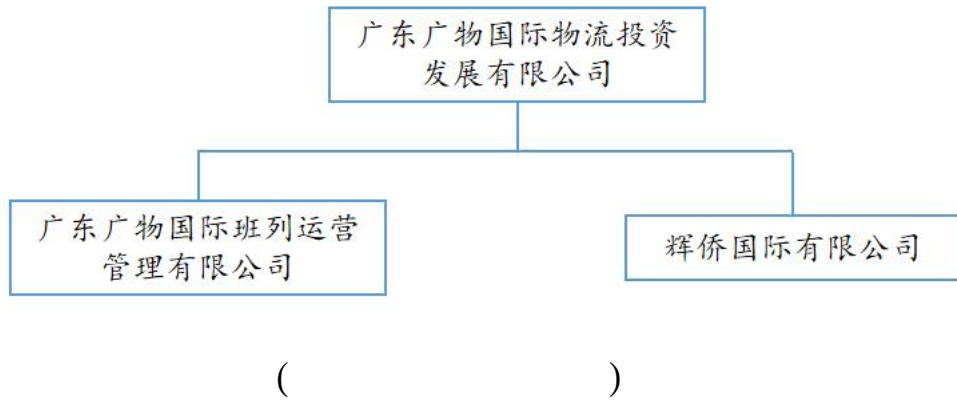 广东广物国际物流投资
发展有限公司
广东广物国际班列运营
管理有限公司
辉侨国际有限公司
( )